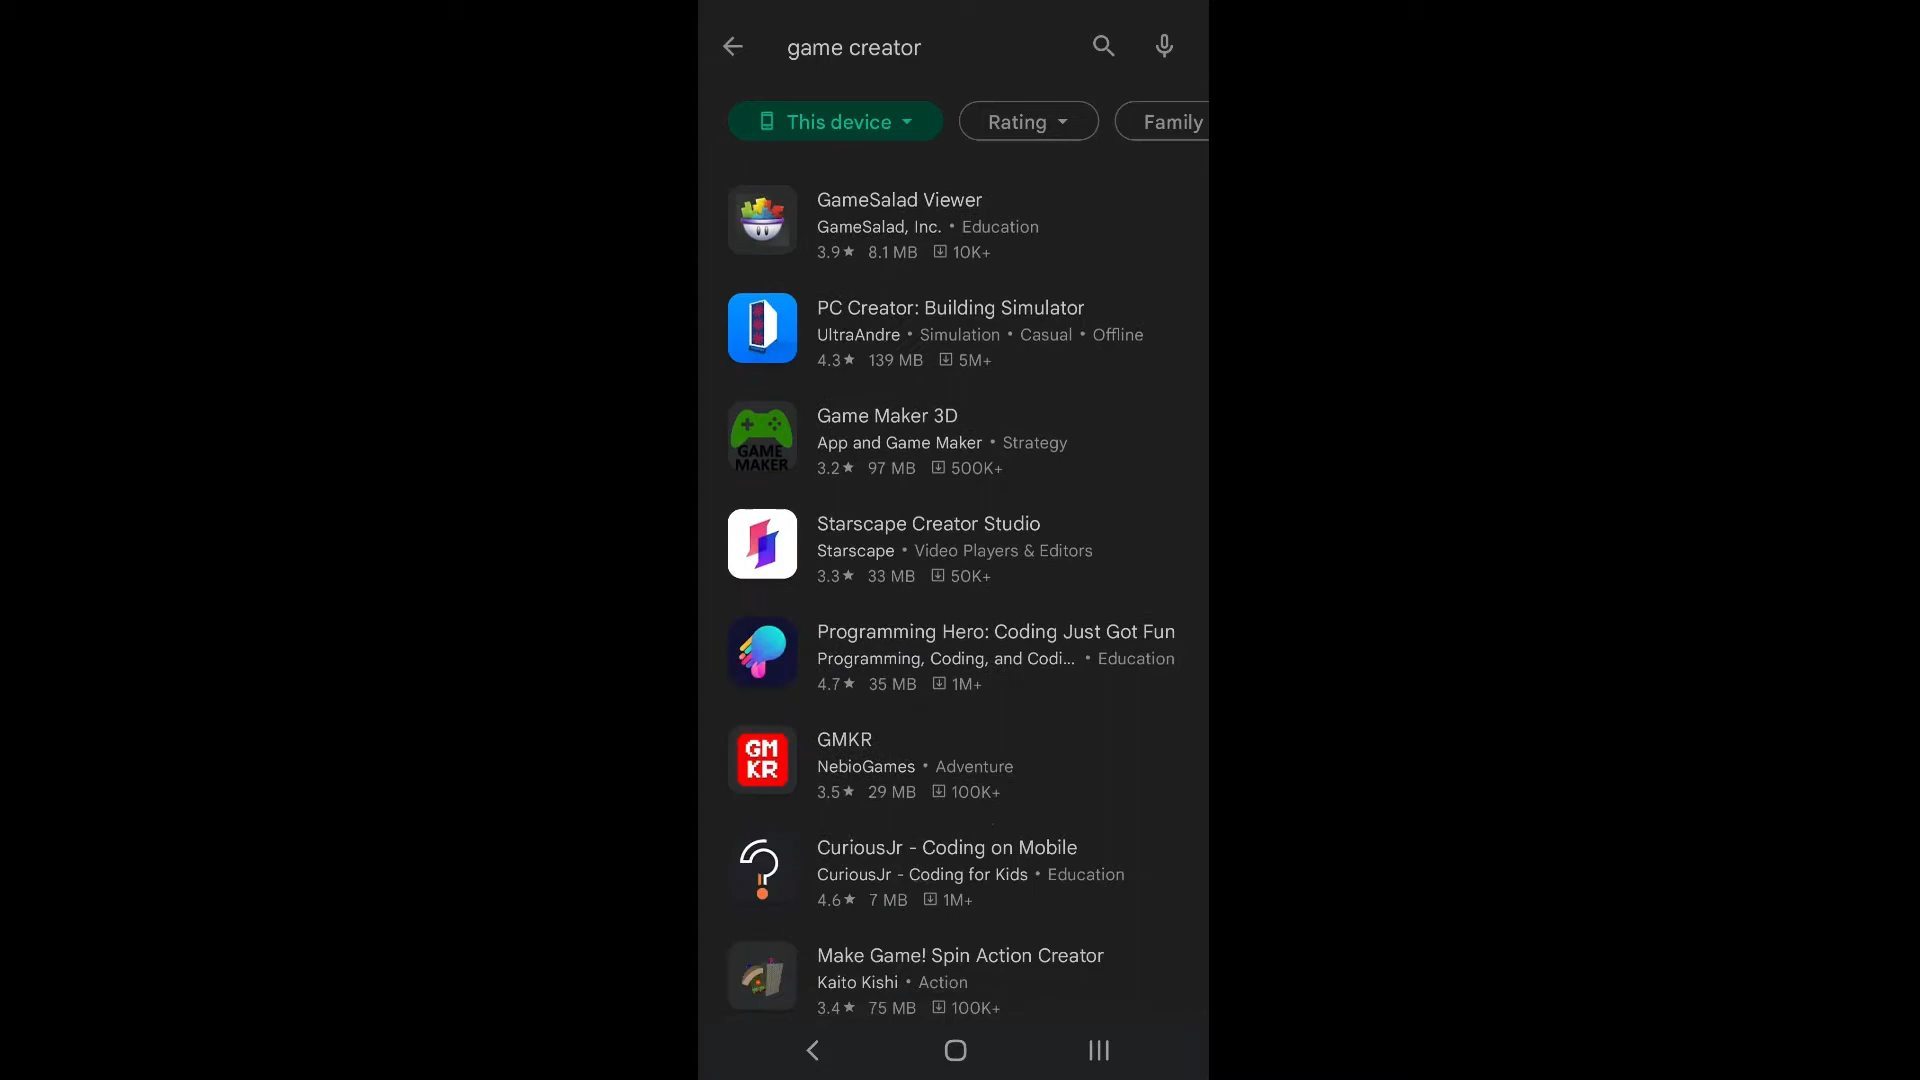 game creator
This device
Rating
Family
GameSalad Viewer
GameSalad, Inc. • Education
3.9★ 8.1 MB 10K+
PC Creator: Building Simulator
UltraAndre • Simulation • Casual • Offline
4.3★ 139 MB 5M+
GAME
MAKER
Game Maker 3D
App and Game Maker • Strategy
3.2★ 97 MB 500K+
Starscape Creator Studio
Starscape • Video Players & Editors
3.3★ 33 MB 50K+
Programming Hero: Coding Just Got Fun
Programming, Coding, and Codi... • Education
4.7★ 35 MB 1M+
GM
KR
GMKR
NebioGames • Adventure
3.5★ 29 MB 100K+
CuriousJr - Coding on Mobile
CuriousJr - Coding for Kids • Education
4.6★ 7 MB 1M+
Make Game! Spin Action Creator
Kaito Kishi • Action
3.4★ 75 MB 100K+